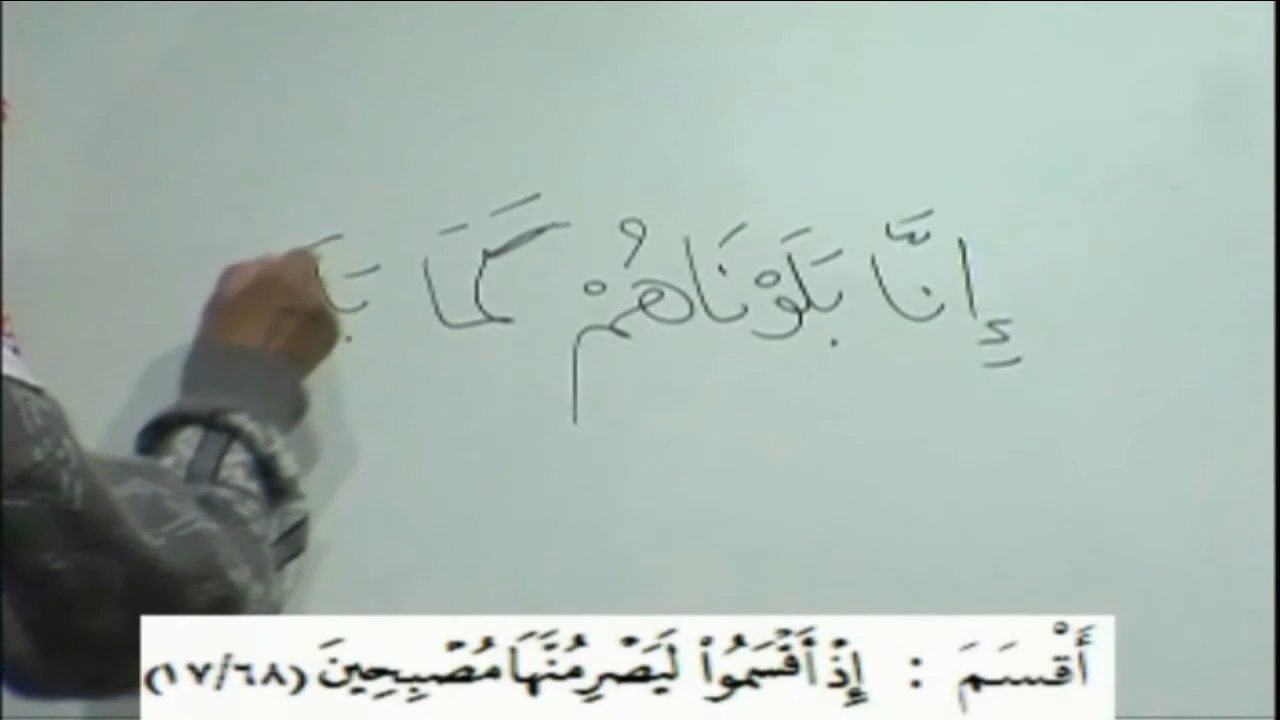 إِنَّا بَلَوْنَاهُمْ كَمَا
أَقْسَمَ : إِذْ أَقْسَمُوا۟ لَيَصْرِمُنَّهَا مُصْبِحِينَ (١٧/٦٨)